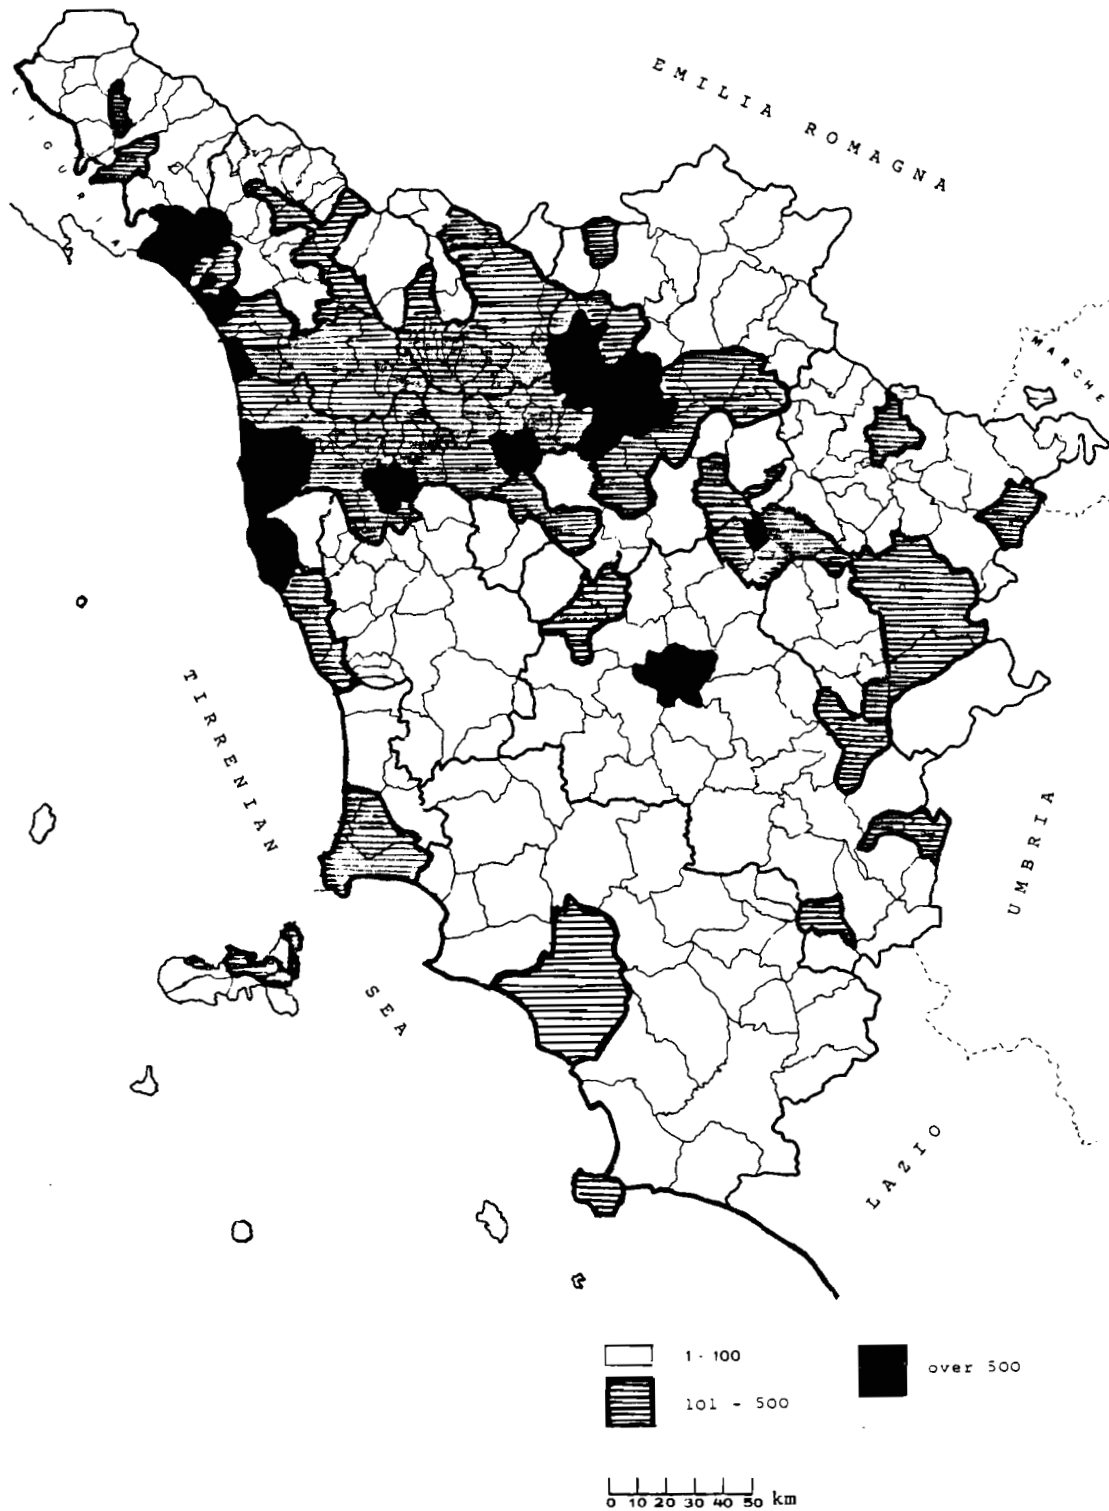 EMILIA ROMAGNA
LIGURIA
MARCHE
TIRRENIAN
SEA
UMBRIA
LAZIO
1 - 100
101 - 500
over 500
0 10 20 30 40 50 km